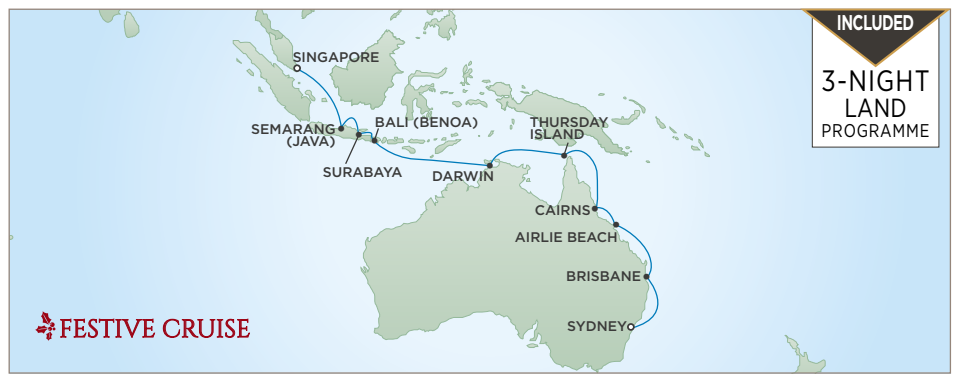 INCLUDED
3-NIGHT
LAND
PROGRAMME
SINGAPORE
SEMARANG
(JAVA)
BALI (BENOA)
SURABAYA
THURSDAY
ISLAND
DARWIN
CAIRNS
AIRLIE BEACH
BRISBANE
SYDNEY
FESTIVE CRUISE